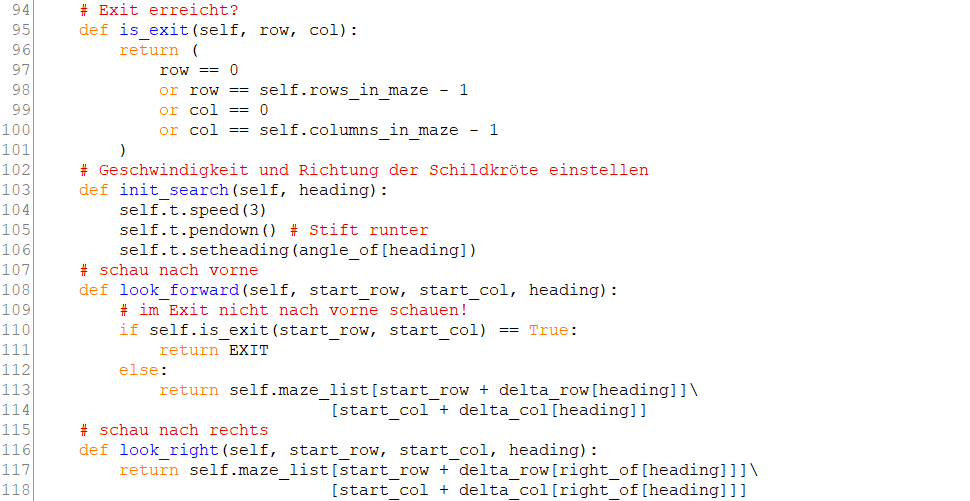 94     # Exit erreicht?
95     def is_exit(self, row, col):
96         return (
97             row == 0
98             or row == self.rows_in_maze - 1
99             or col == 0
100             or col == self.columns_in_maze - 1
101         )
102     # Geschwindigkeit und Richtung der Schildkröte einstellen
103     def init_search(self, heading):
104         self.t.speed(3)
105         self.t.pendown() # Stift runter
106         self.t.setheading(angle_of[heading])
107     # schau nach vorne
108     def look_forward(self, start_row, start_col, heading):
109         # im Exit nicht nach vorne schauen!
110         if self.is_exit(start_row, start_col) == True:
111             return EXIT
112         else:
113             return self.maze_list[start_row + delta_row[heading]]\
114                              [start_col + delta_col[heading]]
115     # schau nach rechts
116     def look_right(self, start_row, start_col, heading):
117         return self.maze_list[start_row + delta_row[right_of[heading]]]\
118                              [start_col + delta_col[right_of[heading]]]